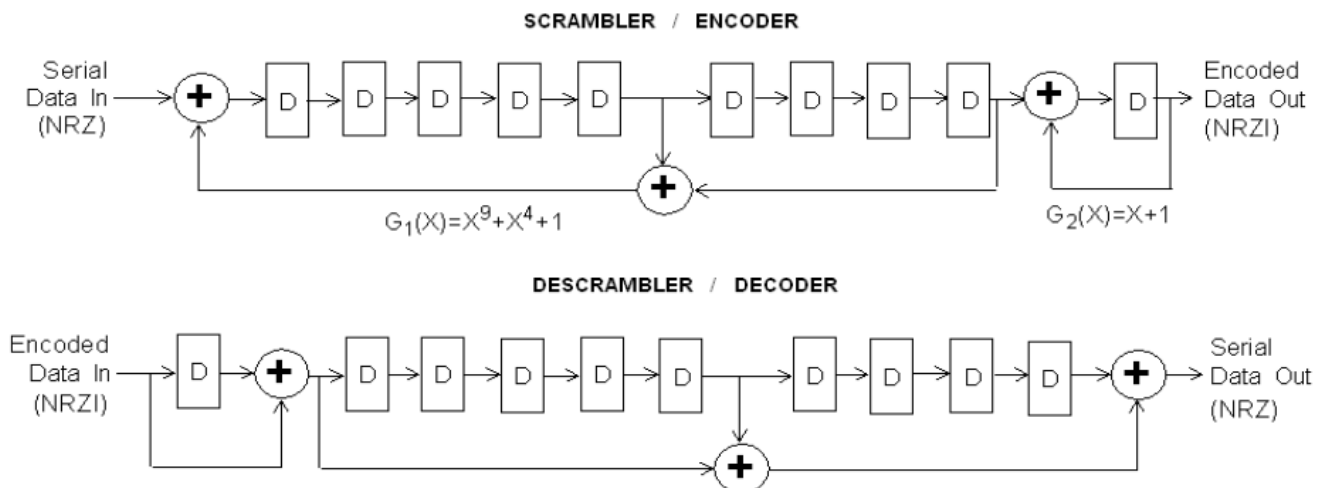 SCRAMBLER / ENCODER
Serial
Data In
(NRZ)
+
D
D
D
D
D
D
D
D
D
+
D
Encoded
Data Out
(NRZI)
+
G₁(X)=X⁹+X⁴+1
G₂(X)=X+1
DESCRAMBLER / DECODER
Encoded
Data In
(NRZI)
D
+
D
D
D
D
D
D
D
D
D
+
Serial
Data Out
(NRZ)
+